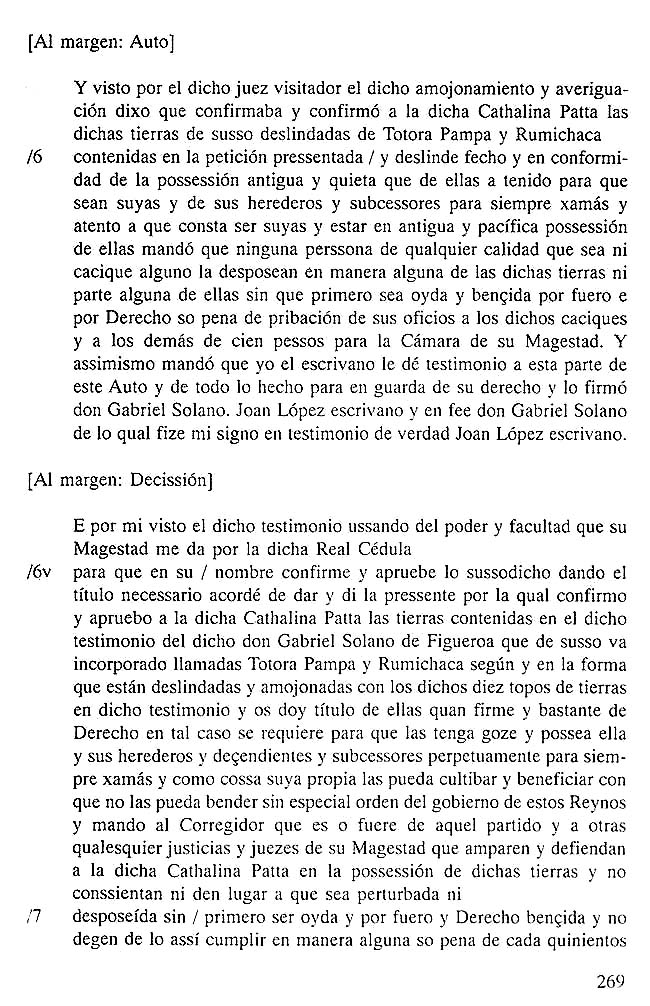 [Al margen: Auto]
Y visto por el dicho juez visitador el dicho amojonamiento y averigua-
ción dixo que confirmaba y confirmó a la dicha Cathalina Patta las
dichas tierras de susso deslindadas de Totora Pampa y Rumichaca
/6 contenidas en la petición pressentada / y deslinde fecho y en conformi-
dad de la possessión antigua y quieta que de ellas a tenido para que
sean suyas y de sus herederos y subcessores para siempre xamás y
atento a que consta ser suyas y estar en antigua y pacífica possessión
de ellas mandó que ninguna perssona de qualquier calidad que sea ni
cacique alguno la desposean en manera alguna de las dichas tierras ni
parte alguna de ellas sin que primero sea oyda y bençida por fuero e
por Derecho so pena de pribación de sus oficios a los dichos caciques
y a los demás de cien pessos para la Cámara de su Magestad. Y
assimismo mandó que yo el escrivano le dé testimonio a esta parte de
este Auto y de todo lo hecho para en guarda de su derecho y lo firmó
don Gabriel Solano. Joan López escrivano y en fee don Gabriel Solano
de lo qual fize mi signo en testimonio de verdad Joan López escrivano.
[Al margen: Decissión]
E por mi visto el dicho testimonio ussando del poder y facultad que su
Magestad me da por la dicha Real Cédula
/6v para que en su / nombre confirme y apruebe lo sussodicho dando el
título necessario acordé de dar y di la pressente por la qual confirmo
y apruebo a la dicha Cathalina Patta las tierras contenidas en el dicho
testimonio del dicho don Gabriel Solano de Figueroa que de susso va
incorporado llamadas Totora Pampa y Rumichaca según y en la forma
que están deslindadas y amojonadas con los dichos diez topos de tierras
en dicho testimonio y os doy título de ellas quan firme y bastante de
Derecho en tal caso se requiere para que las tenga goze y possea ella
y sus herederos y deçendientes y subcessores perpetuamente para siem-
pre xamás y como cossa suya propia las pueda cultibar y beneficiar con
que no las pueda bender sin especial orden del gobierno de estos Reynos
y mando al Corregidor que es o fuere de aquel partido y a otras
qualesquier justicias y juezes de su Magestad que amparen y defiendan
a la dicha Cathalina Patta en la possessión de dichas tierras y no
conssientan ni den lugar a que sea perturbada ni
/7 desposeída sin / primero ser oyda y por fuero y Derecho bençida y no
degen de lo assí cumplir en manera alguna so pena de cada quinientos
269